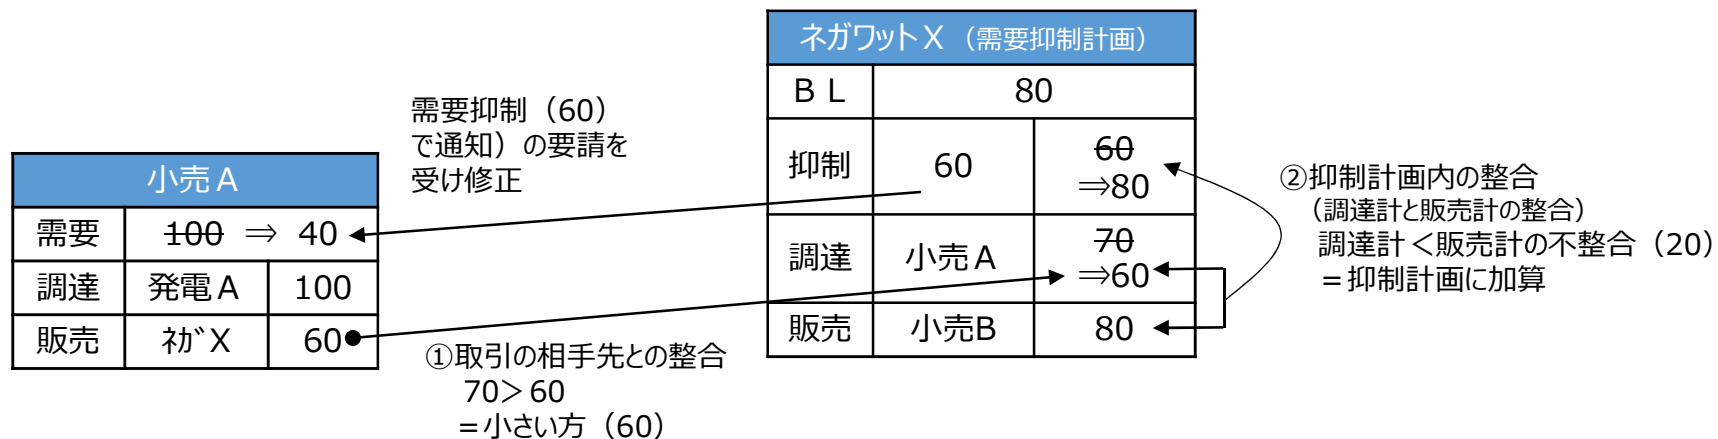 小売A
需要 100 ⇒ 40
調達 発電A 100
販売 ﾈｶﾞX 60
需要抑制（60）
で通知）の要請を
受け修正
①取引の相手先との整合
70＞60
＝小さい方（60）
ネガワットX（需要抑制計画）
BL 80
抑制 60 60
⇒80
調達 小売A 70
⇒60
販売 小売B 80
②抑制計画内の整合
（調達計と販売計の整合）
調達計＜販売計の不整合（20）
＝抑制計画に加算